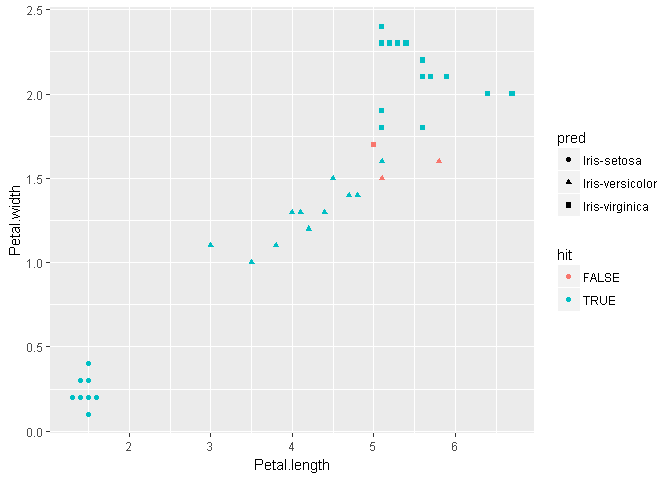 2.5
2.0
1.5
1.0
0.5
0.0
Petal.width
2
3
4
5
6
Petal.length
pred
Iris-setosa
Iris-versicolor
Iris-virginica
hit
FALSE
TRUE